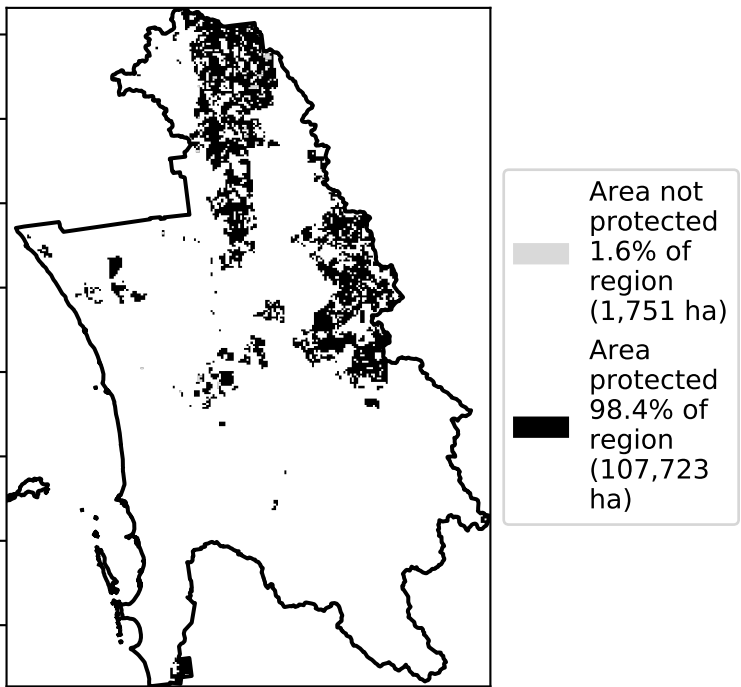 Area not
protected
1.6% of
region
(1,751 ha)
Area
protected
98.4% of
region
(107,723
ha)